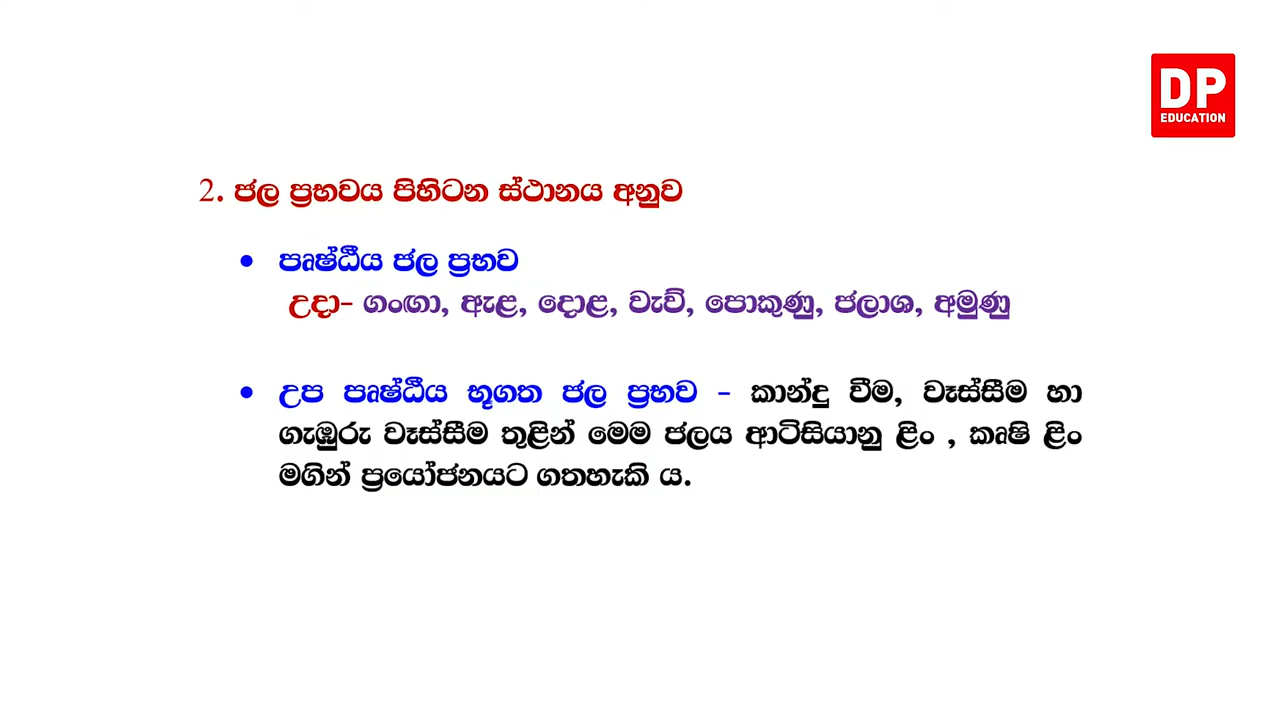 DP
EDUCATION
2. ජල ප්‍රභවය පිහිටන ස්ථානය අනුව
• පෘෂ්ඨීය ජල ප්‍රභව
උදා- ගංඟා, ඇළ, දොළ, වැව්, පොකුණු, ජලාශ, අමුණු
• උප පෘෂ්ඨීය භූගත ජල ප්‍රභව - කාන්දු වීම, වෑස්සීම හා
ගැඹුරු වෑස්සීම තුළින් මෙම ජලය ආටිසියානු ළිං , කෘෂි ළිං
මගින් ප්‍රයෝජනයට ගතහැකි ය.